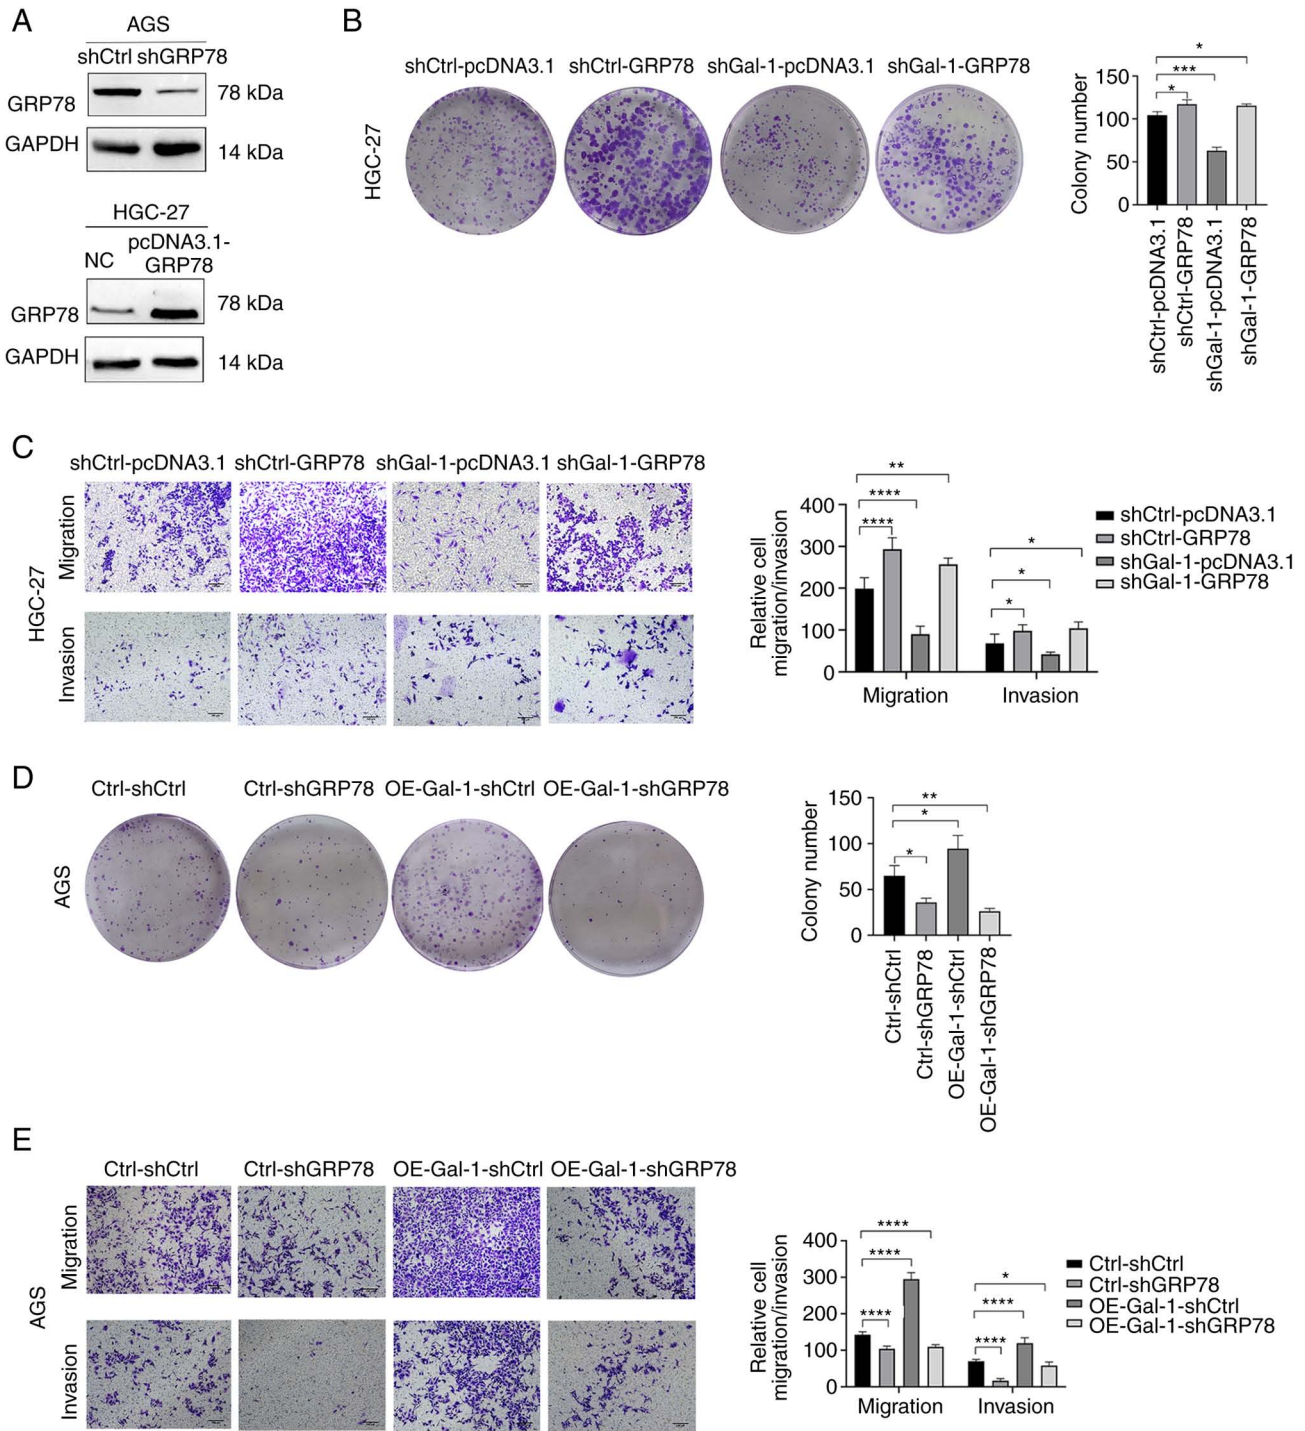 A
AGS
shCtrl shGRP78
GRP78
78 kDa
GAPDH
14 kDa
HGC-27
NC
pcDNA3.1-
GRP78
GRP78
78 kDa
GAPDH
14 kDa
B
shCtrl-pcDNA3.1 shCtrl-GRP78 shGal-1-pcDNA3.1 shGal-1-GRP78
HGC-27
Colony number
150
100
50
0
*
***
*
shCtrl-pcDNA3.1
shCtrl-GRP78
shGal-1-pcDNA3.1
shGal-1-GRP78
C
shCtrl-pcDNA3.1 shCtrl-GRP78 shGal-1-pcDNA3.1 shGal-1-GRP78
HGC-27
Migration
Invasion
Relative cell
migration/invasion
400
300
200
100
0
**
****
****
*
*
*
Migration Invasion
shCtrl-pcDNA3.1
shCtrl-GRP78
shGal-1-pcDNA3.1
shGal-1-GRP78
D
Ctrl-shCtrl Ctrl-shGRP78 OE-Gal-1-shCtrl OE-Gal-1-shGRP78
AGS
Colony number
150
100
50
0
**
*
*
Ctrl-shCtrl
Ctrl-shGRP78
OE-Gal-1-shCtrl
OE-Gal-1-shGRP78
E
Ctrl-shCtrl Ctrl-shGRP78 OE-Gal-1-shCtrl OE-Gal-1-shGRP78
AGS
Migration
Invasion
Relative cell
migration/invasion
400
300
200
100
0
****
****
****
*
****
****
Migration Invasion
Ctrl-shCtrl
Ctrl-shGRP78
OE-Gal-1-shCtrl
OE-Gal-1-shGRP78